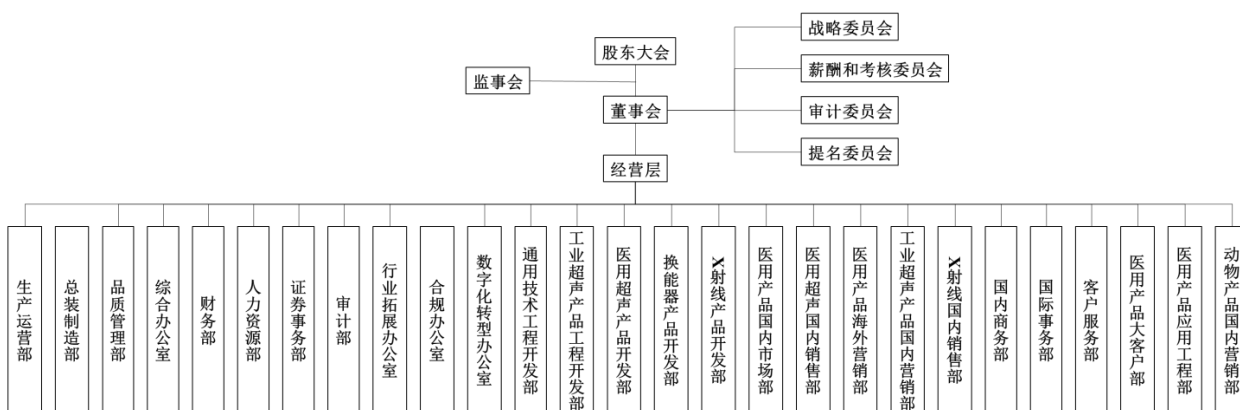 战略委员会
股东大会
薪酬和考核委员会
监事会
董事会
审计委员会
提名委员会
经营层
生产运营部
总装制造部
品质管理部
综合办公室
财务部
人力资源部
证券事务部
审计部
行业拓展办公室
合规办公室
数字化转型办公室
通用技术工程开发部
工业超声产品工程开发部
医用超声产品开发部
换能器产品开发部
X射线产品开发部
医用产品国内市场部
医用超声国内销售部
医用产品海外营销部
工业超声产品国内营销部
X射线国内销售部
国内商务部
国际事务部
客户服务部
医用产品大客户部
医用产品应用工程部
动物产品国内营销部